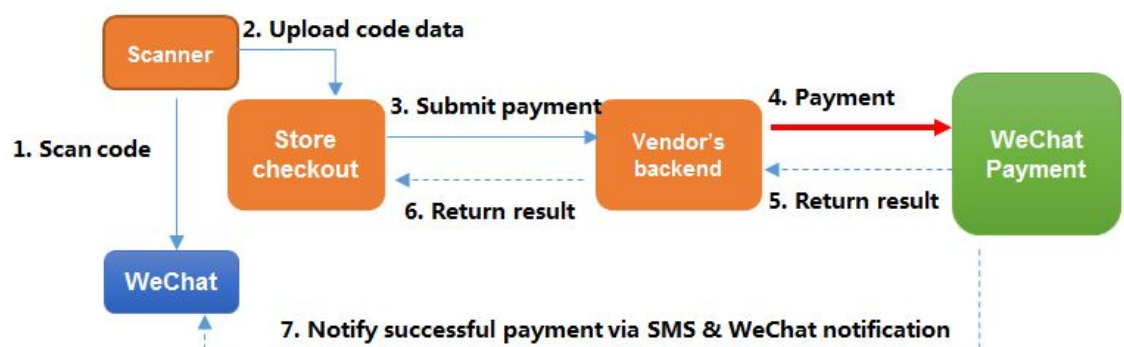 2. Upload code data
Scanner
3. Submit payment
4. Payment
1. Scan code
Store
checkout
Vendor's
backend
WeChat
Payment
6. Return result
5. Return result
WeChat
7. Notify successful payment via SMS & WeChat notification